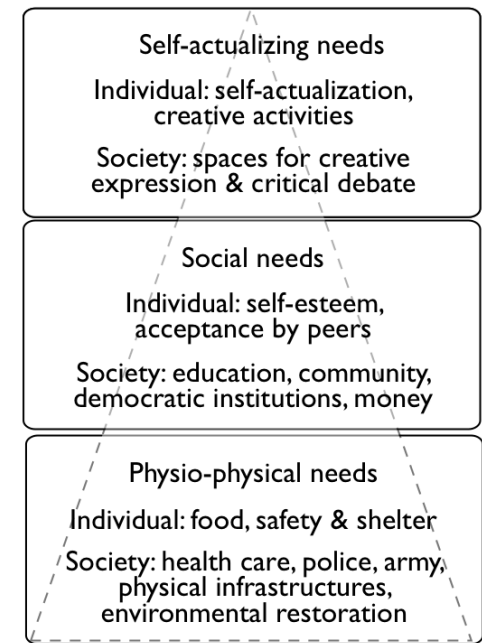 Self-actualizing needs
Individual: self-actualization,
creative activities
Society: spaces for creative
expression & critical debate
Social needs
Individual: self-esteem,
acceptance by peers
Society: education, community,
democratic institutions, money
Physio-physical needs
Individual: food, safety & shelter
Society: health care, police, army,
physical infrastructures,
environmental restoration